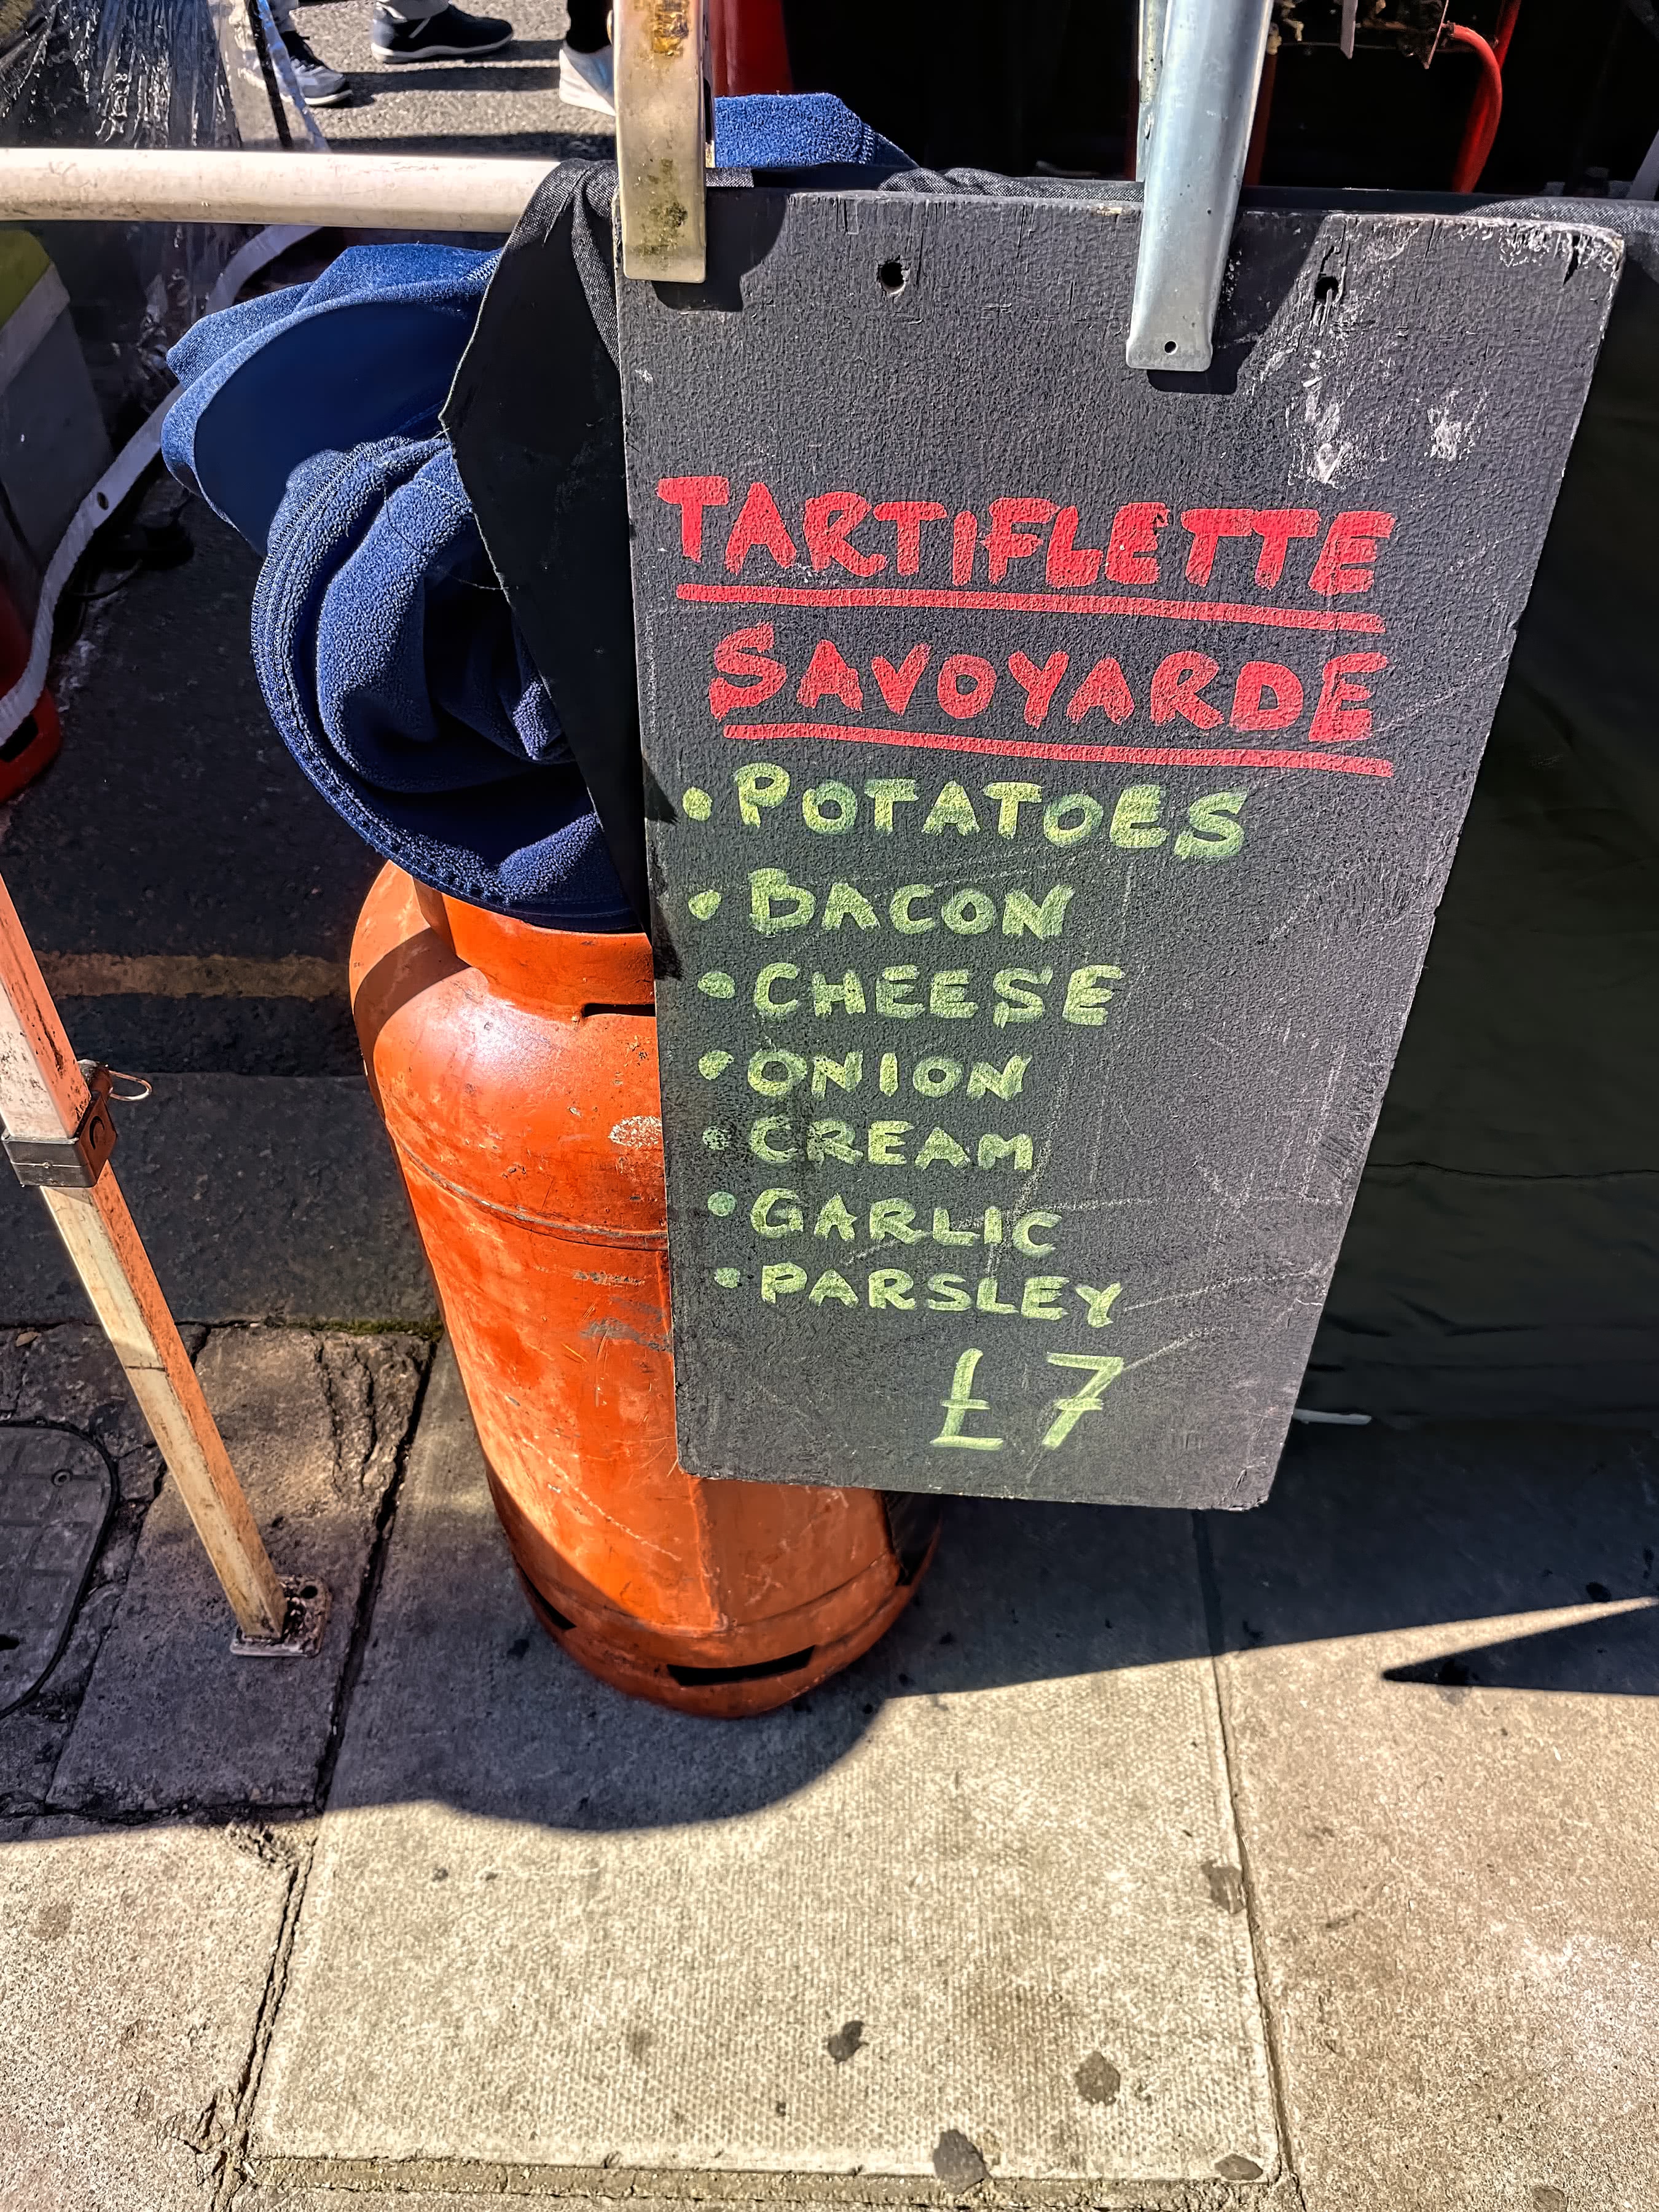 TARTIFLETTE
SAVOYARDE
• POTATOES
• BACON
• CHEESE
• ONION
• CREAM
• GARLIC
• PARSLEY
£7